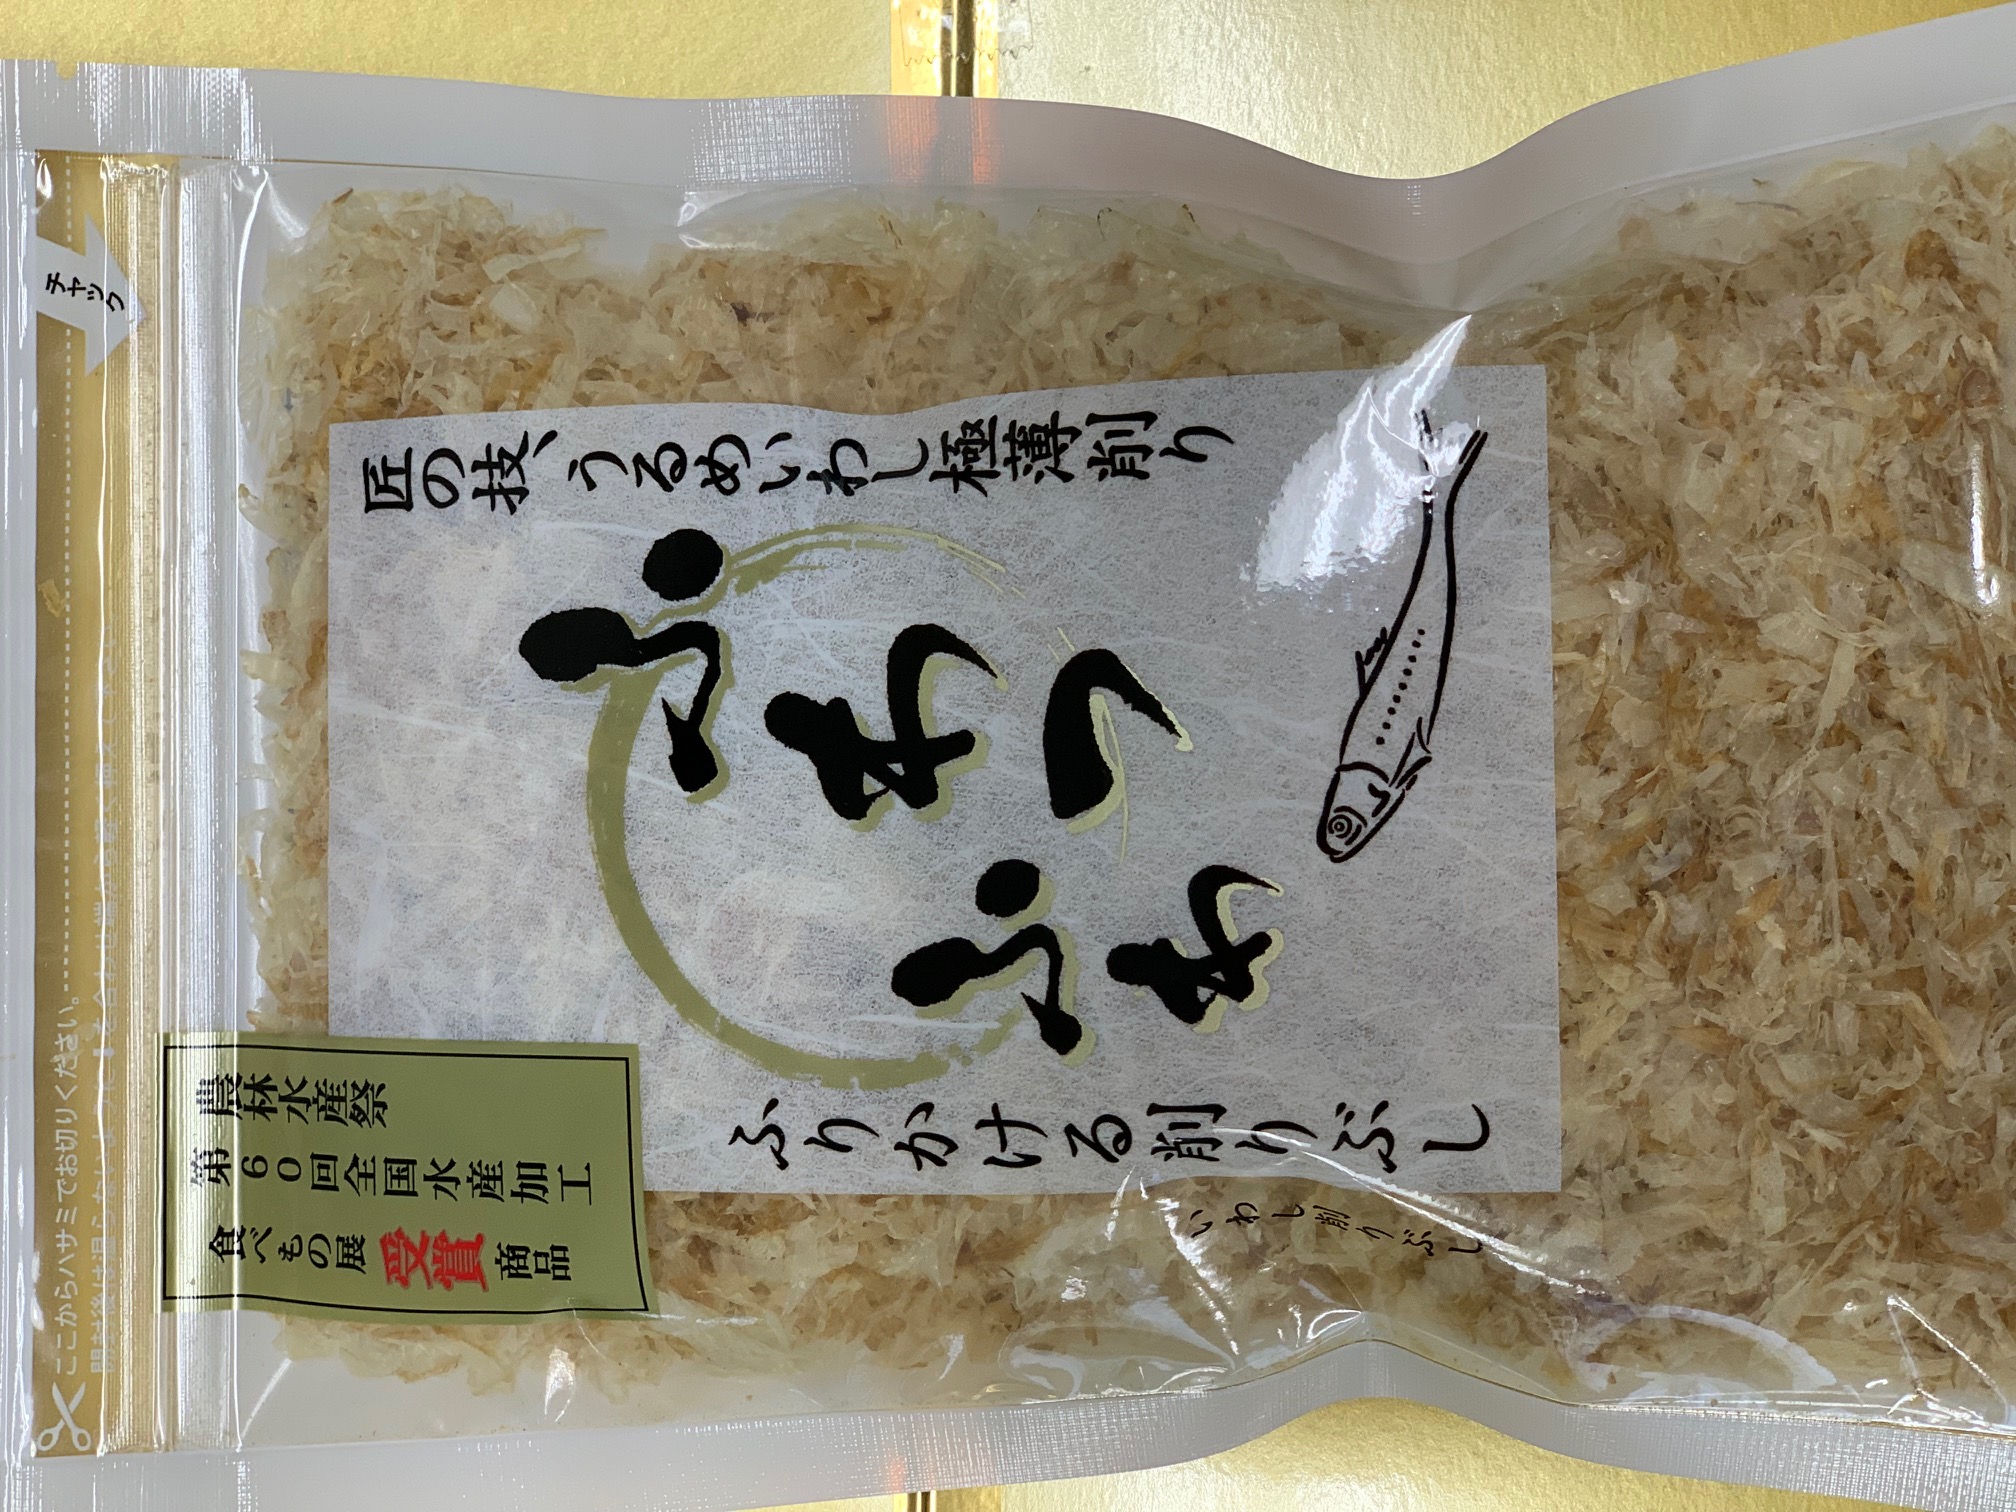 ここからハサミでお切りください。
チャック
匠の技、うるめいわし極薄削り
ふわっ
ふわ
ふりかける削りぶし
いわし削りぶし
農林水産祭
第60回全国水産加工
食べもの展受賞商品